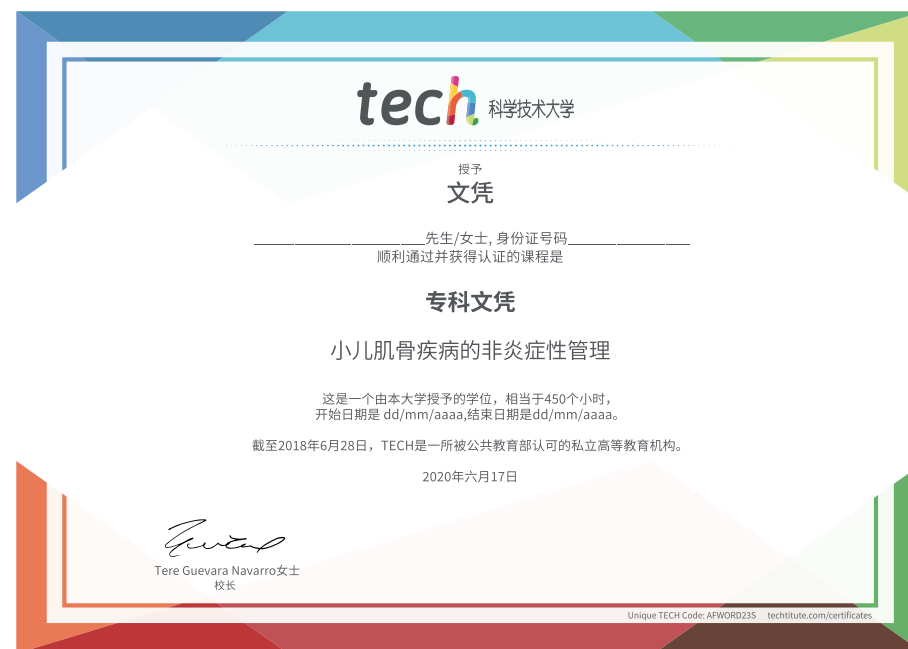 tech 科学技术大学
授予
文凭
________________________先生/女士, 身份证号码_________________
顺利通过并获得认证的课程是
专科文凭
小儿肌骨疾病的非炎症性管理
这是一个由本大学授予的学位，相当于450个小时，
开始日期是 dd/mm/aaaa,结束日期是dd/mm/aaaa。
截至2018年6月28日，TECH是一所被公共教育部认可的私立高等教育机构。
2020年六月17日
Tere Guevara Navarro女士
校长
Unique TECH Code: AFWORD23S techtitute.com/certificates